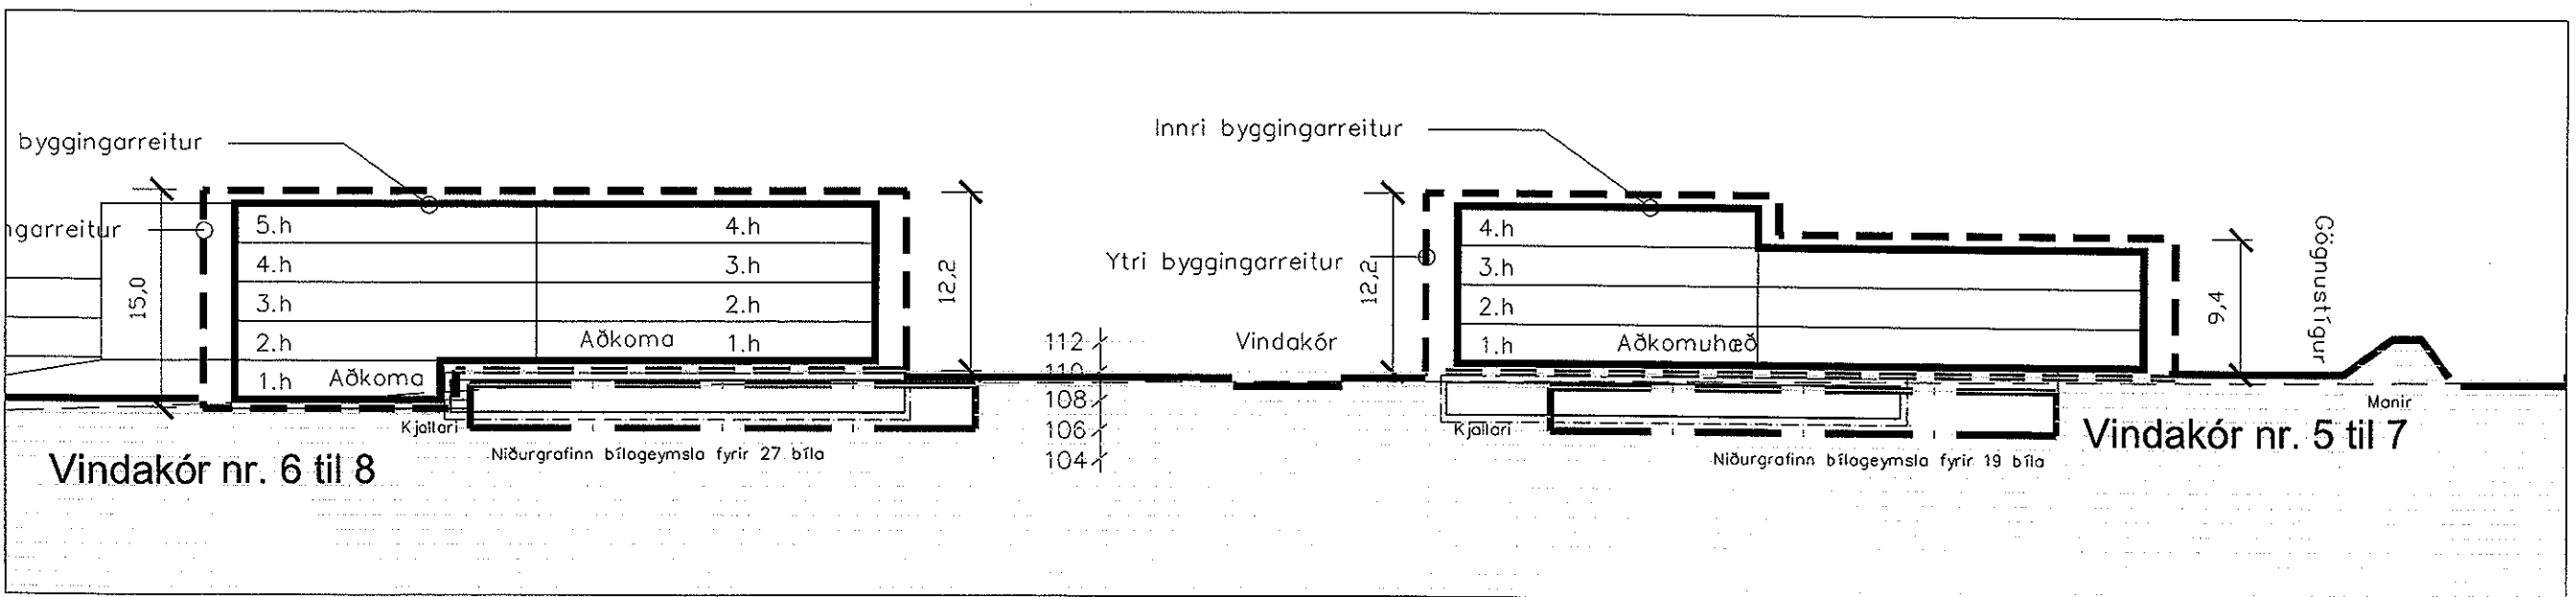 byggingarreitur
ngarreitur
15,0
5.h
4.h
3.h
2.h
1.h
Aðkoma
4.h
3.h
2.h
Aðkoma 1.h
12,2
Kjallari
Niðurgrafinn bílageymsla fyrir 27 bíla
Vindakór nr. 6 til 8
112
110
108
106
104
Vindakór
Innri byggingarreitur
Ytri byggingarreitur
12,2
4.h
3.h
2.h
1.h
Aðkomuhæð
9,4
Göngustígur
Kjallari
Niðurgrafinn bílageymsla fyrir 19 bíla
Manir
Vindakór nr. 5 til 7